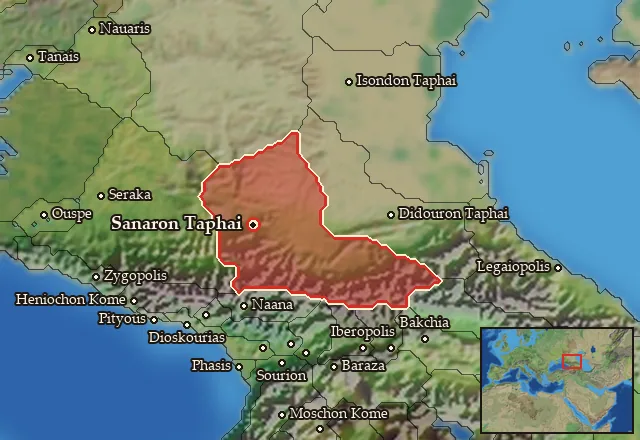 Nauaris
Tanais
Isondon Taphai
Seraka
Ouspe
Didouron Taphai
Sanaron Taphai
Legaiopolis
Zygopolis
Heniochon Kome
Naana
Pityous
Bakchia
Iberopolis
Dioskourias
Phasis
Baraza
Sourion
Moschon Kome